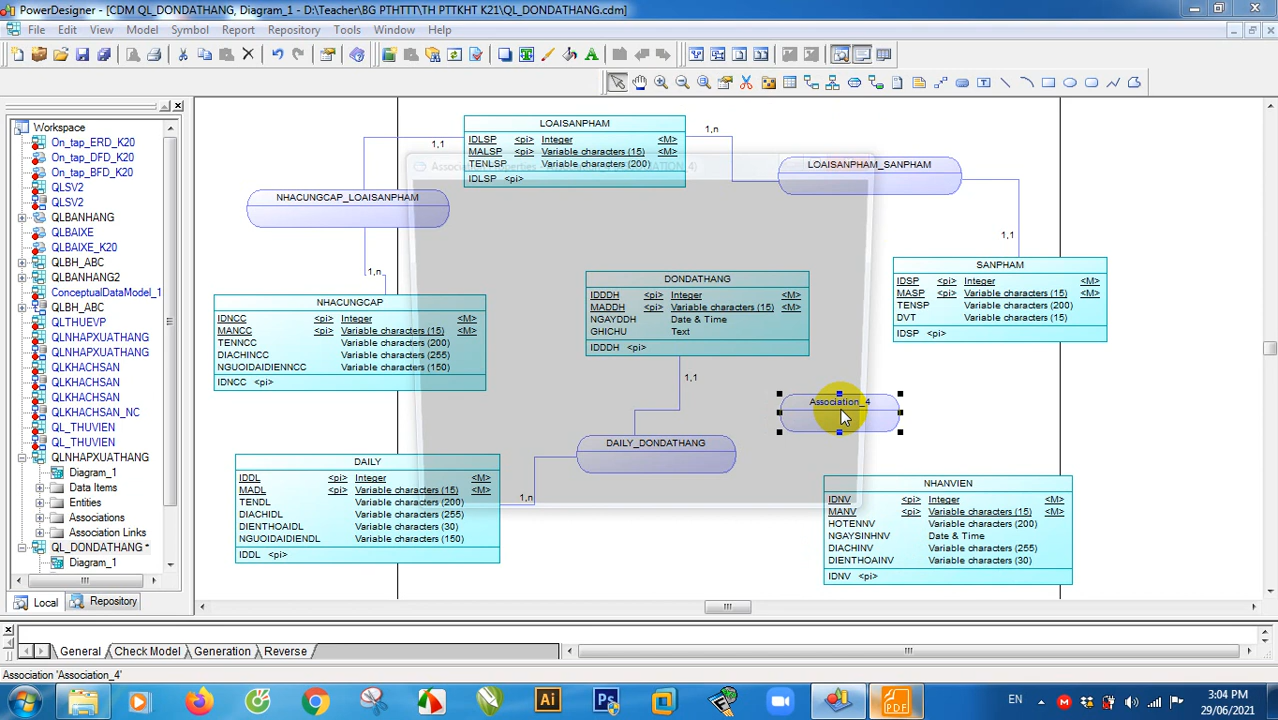 PowerDesigner - [CDM QL_DONDATHANG, Diagram_1 - D:\Teacher\BG PTHTTT\TH PTTKHT K21\QL_DONDATHANG.cdm]
File Edit View Model Symbol Report Repository Tools Window Help
Workspace
On_tap_ERD_K20
On_tap_DFD_K20
On_tap_BFD_K20
QLSV2
QLSV2
QLBANHANG
QLBAIXE
QLBAIXE_K20
QLBH_ABC
QLBANHANG2
ConceptualDataModel_1
QLBH_ABC
QLTHUEVP
QLNHAPXUATHANG
QLNHAPXUATHANG
QLKHACHSAN
QLKHACHSAN
QLKHACHSAN
QLKHACHSAN_NC
QL_THUVIEN
QL_THUVIEN
QLNHAPXUATHANG
Diagram_1
Data Items
Entities
Associations
Association Links
QL_DONDATHANG *
Diagram_1
Local Repository
LOAISANPHAM
IDLSP <pi> Integer <M>
MALSP <pi> Variable characters (15) <M>
TENLSP Variable characters (200)
IDLSP <pi>
1,1
1,n
LOAISANPHAM_SANPHAM
NHACUNGCAP_LOAISANPHAM
1,n
1,1
NHACUNGCAP
IDNCC <pi> Integer <M>
MANCC <pi> Variable characters (15) <M>
TENNCC Variable characters (200)
DIACHINCC Variable characters (255)
NGUOIDAIDIENNCC Variable characters (150)
IDNCC <pi>
DONDATHANG
IDDDH <pi> Integer <M>
MADDH <pi> Variable characters (15) <M>
NGAYDDH Date & Time
GHICHU Text
IDDDH <pi>
SANPHAM
IDSP <pi> Integer <M>
MASP <pi> Variable characters (15) <M>
TENSP Variable characters (200)
DVT Variable characters (15)
IDSP <pi>
1,1
Association_4
DAILY_DONDATHANG
1,n
DAILY
IDDL <pi> Integer <M>
MADL <pi> Variable characters (15) <M>
TENDL Variable characters (200)
DIACHIDL Variable characters (255)
DIENTHOAIDL Variable characters (30)
NGUOIDAIDIENDL Variable characters (150)
IDDL <pi>
NHANVIEN
IDNV <pi> Integer <M>
MANV <pi> Variable characters (15) <M>
HOTENNV Variable characters (200)
NGAYSINHNV Date & Time
DIACHINV Variable characters (255)
DIENTHOAINV Variable characters (30)
IDNV <pi>
General Check Model Generation Reverse
Association 'Association_4'
EN
3:04 PM
29/06/2021